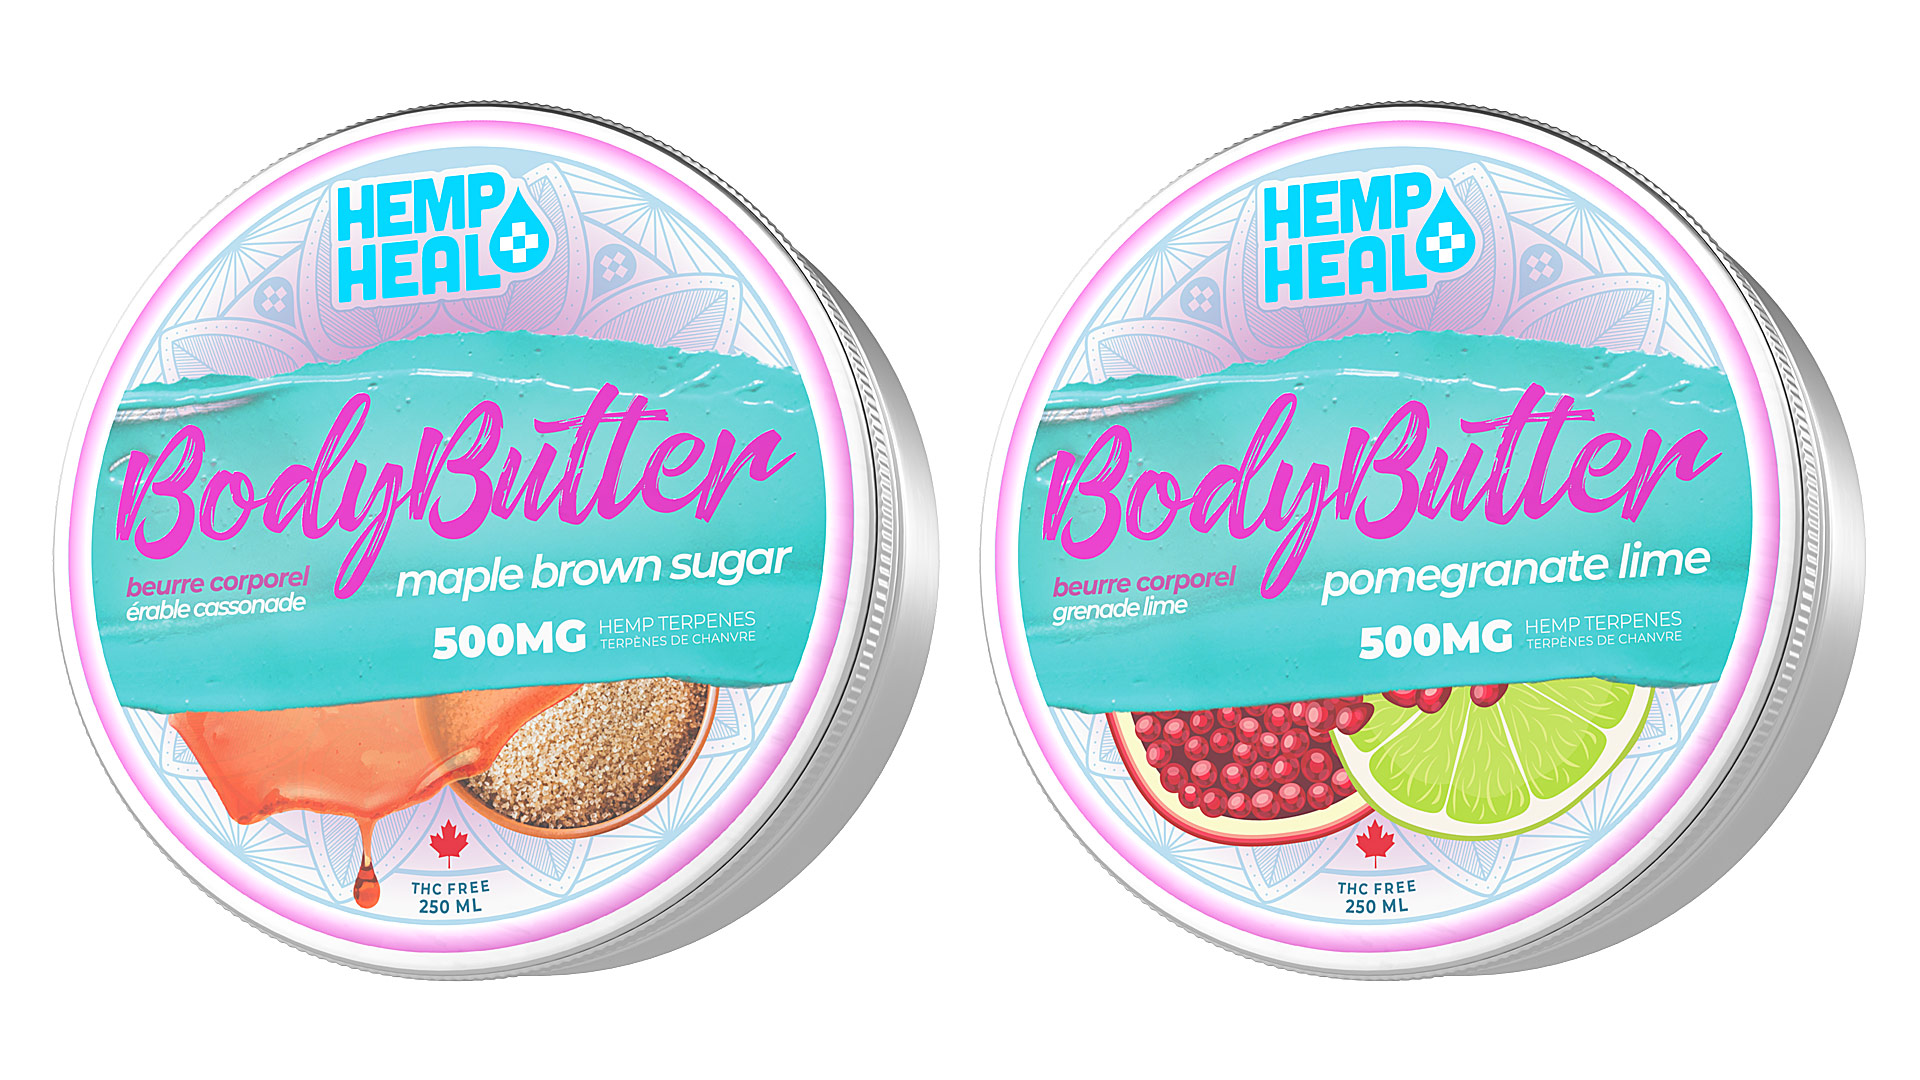 HEMP
HEAL
BodyButter
beurre corporel
érable cassonade
maple brown sugar
500MG
HEMP TERPENES
TERPÈNES DE CHANVRE
THC FREE
250 ML
HEMP
HEAL
BodyButter
beurre corporel
grenade lime
pomegranate lime
500MG
HEMP TERPENES
TERPÈNES DE CHANVRE
THC FREE
250 ML